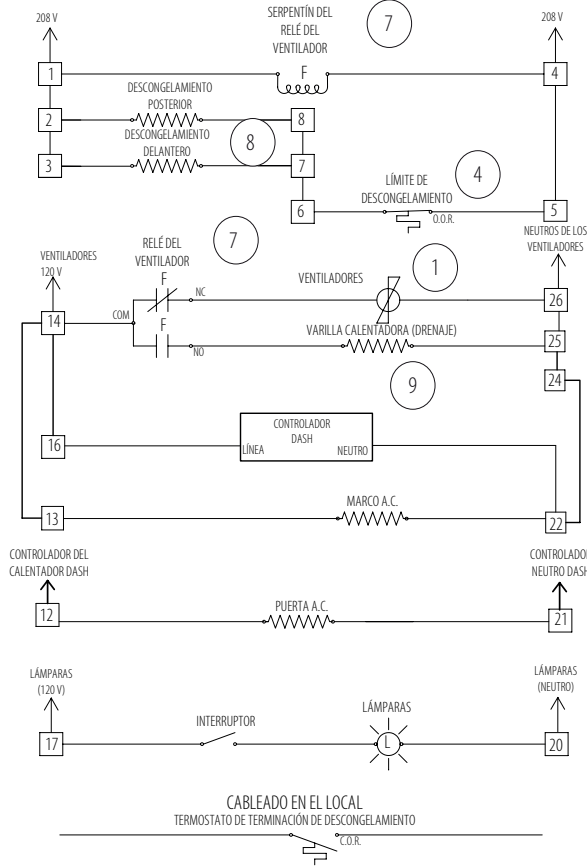 208 V
SERPENTÍN DEL
RELÉ DEL
VENTILADOR
7
208 V
1
F
4
2
DESCONGELAMIENTO
POSTERIOR
8
3
DESCONGELAMIENTO
DELANTERO
8
7
4
LÍMITE DE
DESCONGELAMIENTO
6
O.O.R.
5
NEUTROS DE LOS
VENTILADORES
7
RELÉ DEL
VENTILADOR
VENTILADORES
120 V
F
NC
VENTILADORES
1
26
14
COM
F
NO
VARILLA CALENTADORA (DRENAJE)
25
24
9
16
CONTROLADOR
DASH
LÍNEA
NEUTRO
13
MARCO A.C.
22
CONTROLADOR DEL
CALENTADOR DASH
CONTROLADOR
NEUTRO DASH
12
PUERTA A.C.
21
LÁMPARAS
(120 V)
LÁMPARAS
(NEUTRO)
17
INTERRUPTOR
LÁMPARAS
L
20
CABLEADO EN EL LOCAL
TERMOSTATO DE TERMINACIÓN DE DESCONGELAMIENTO
C.O.R.